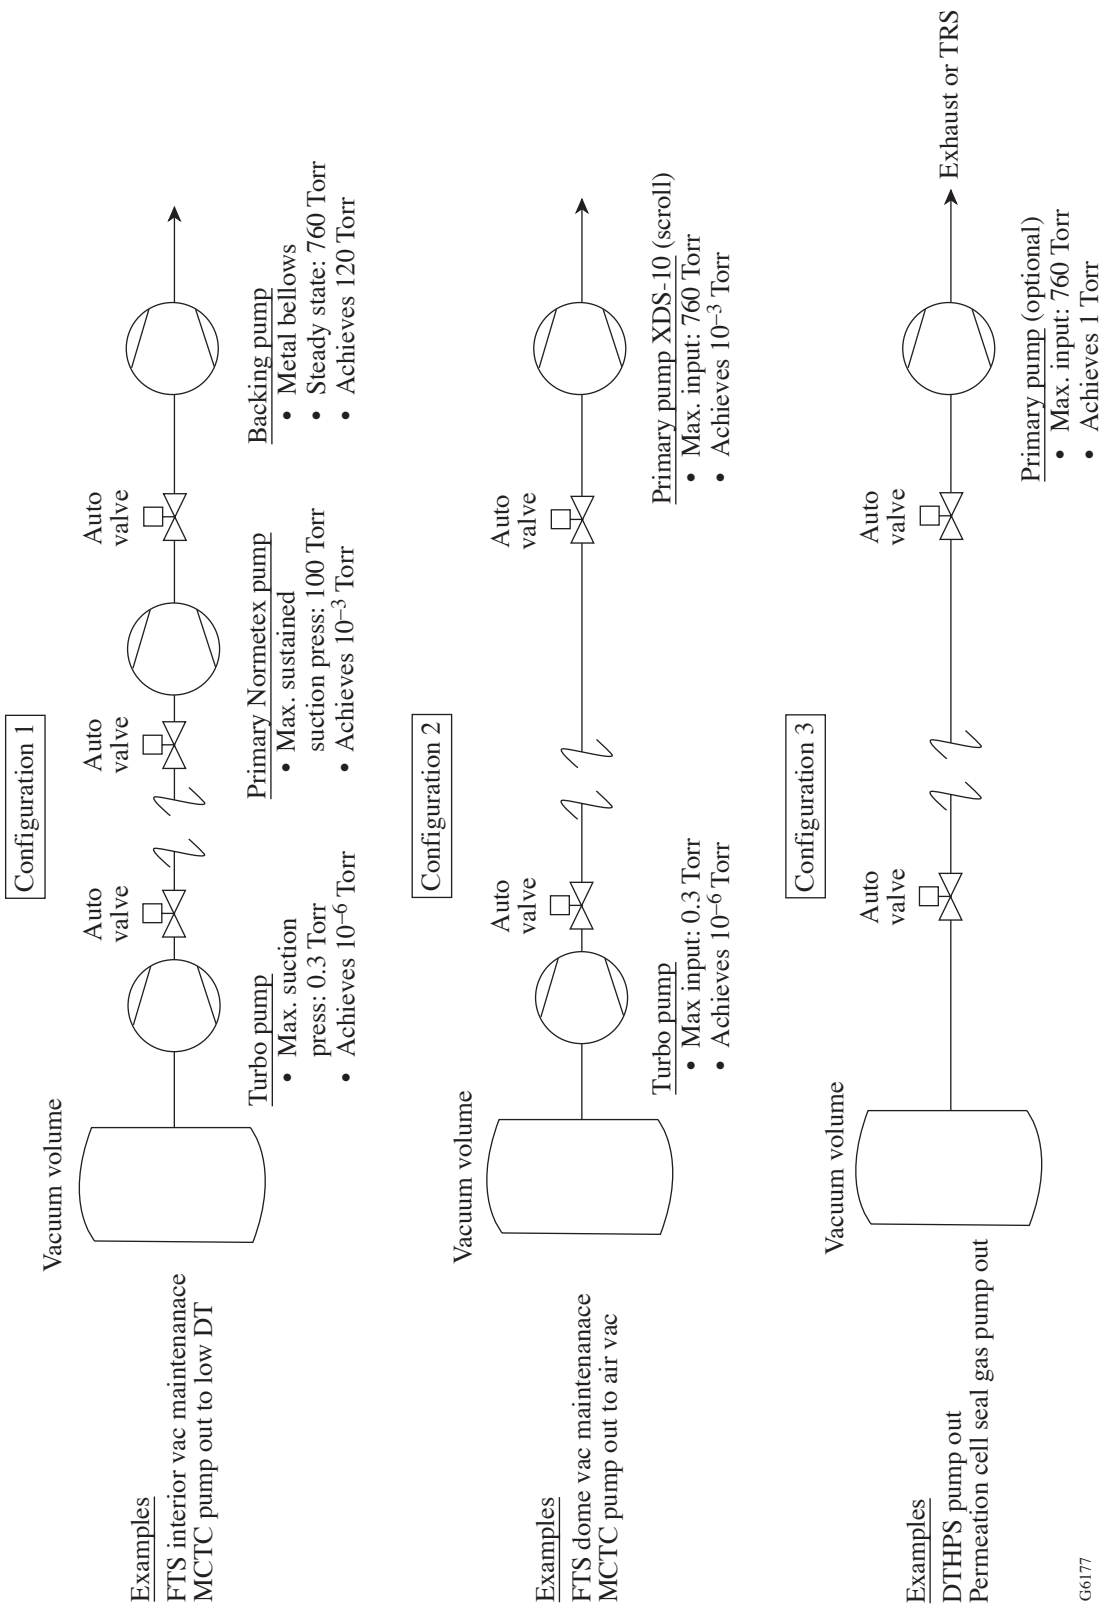 Configuration 1
Examples
FTS interior vac maintenanace
MCTC pump out to low DT
Vacuum volume
Turbo pump
• Max. suction
press: 0.3 Torr
• Achieves 10⁻⁶ Torr
Auto
valve
Auto
valve
Primary Normetex pump
• Max. sustained
suction press: 100 Torr
• Achieves 10⁻³ Torr
Auto
valve
Backing pump
• Metal bellows
• Steady state: 760 Torr
• Achieves 120 Torr
Configuration 2
Examples
FTS dome vac maintenanace
MCTC pump out to air vac
Vacuum volume
Turbo pump
• Max input: 0.3 Torr
• Achieves 10⁻⁶ Torr
Auto
valve
Auto
valve
Primary pump XDS-10 (scroll)
• Max. input: 760 Torr
• Achieves 10⁻³ Torr
Configuration 3
Examples
DTHPS pump out
Permeation cell seal gas pump out
Vacuum volume
Auto
valve
Auto
valve
Primary pump (optional)
• Max. input: 760 Torr
• Achieves 1 Torr
Exhaust or TRS
G6177